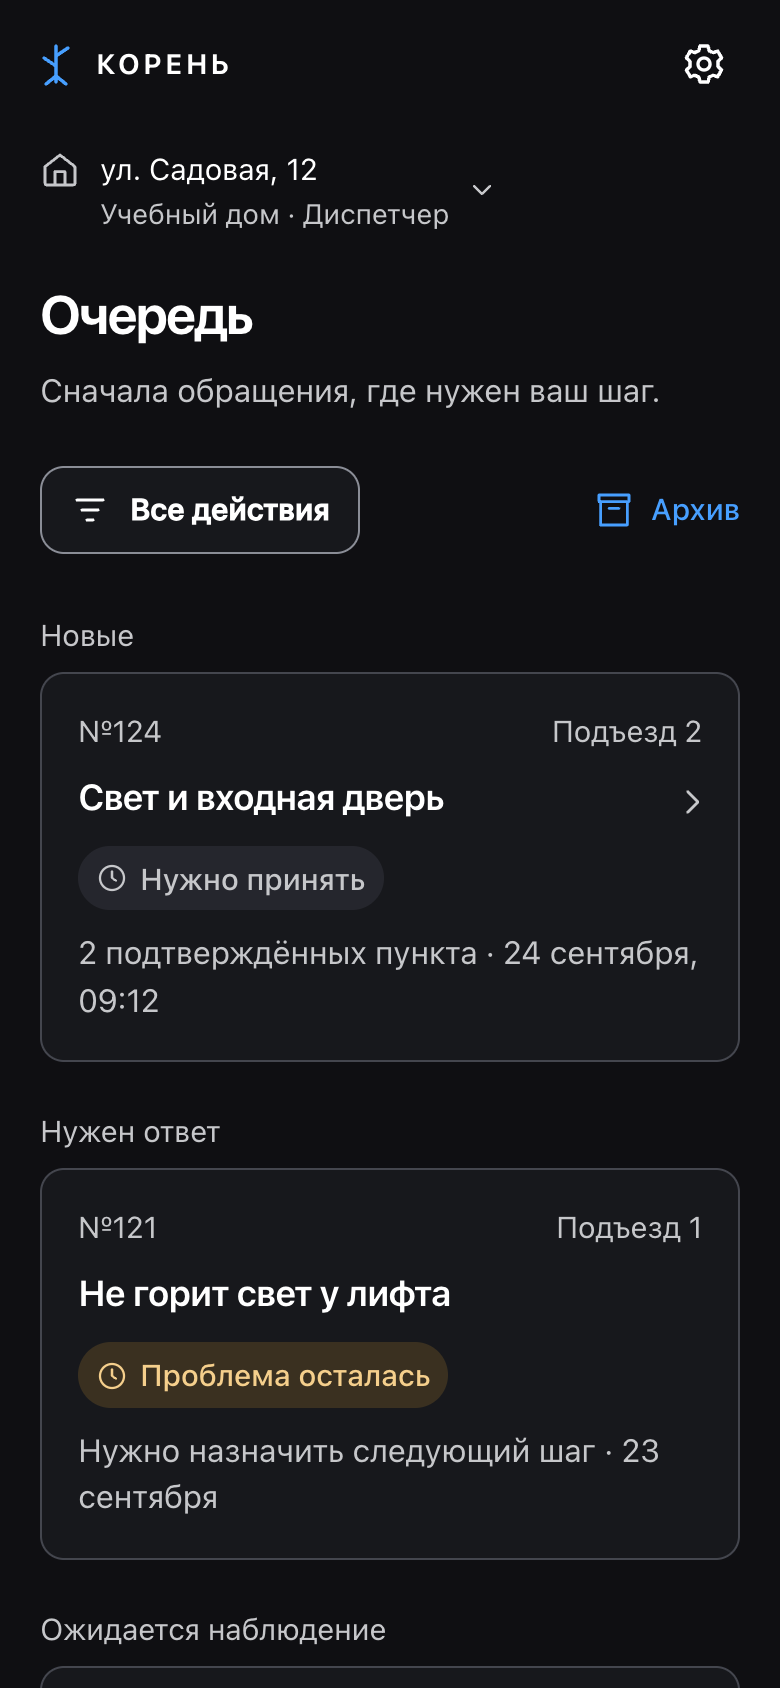 КОРЕНЬ
ул. Садовая, 12
Учебный дом · Диспетчер
Очередь
Сначала обращения, где нужен ваш шаг.
Все действия
Архив
Новые
№124
Подъезд 2
Свет и входная дверь
Нужно принять
2 подтверждённых пункта · 24 сентября,
09:12
Нужен ответ
№121
Подъезд 1
Не горит свет у лифта
Проблема осталась
Нужно назначить следующий шаг · 23
сентября
Ожидается наблюдение